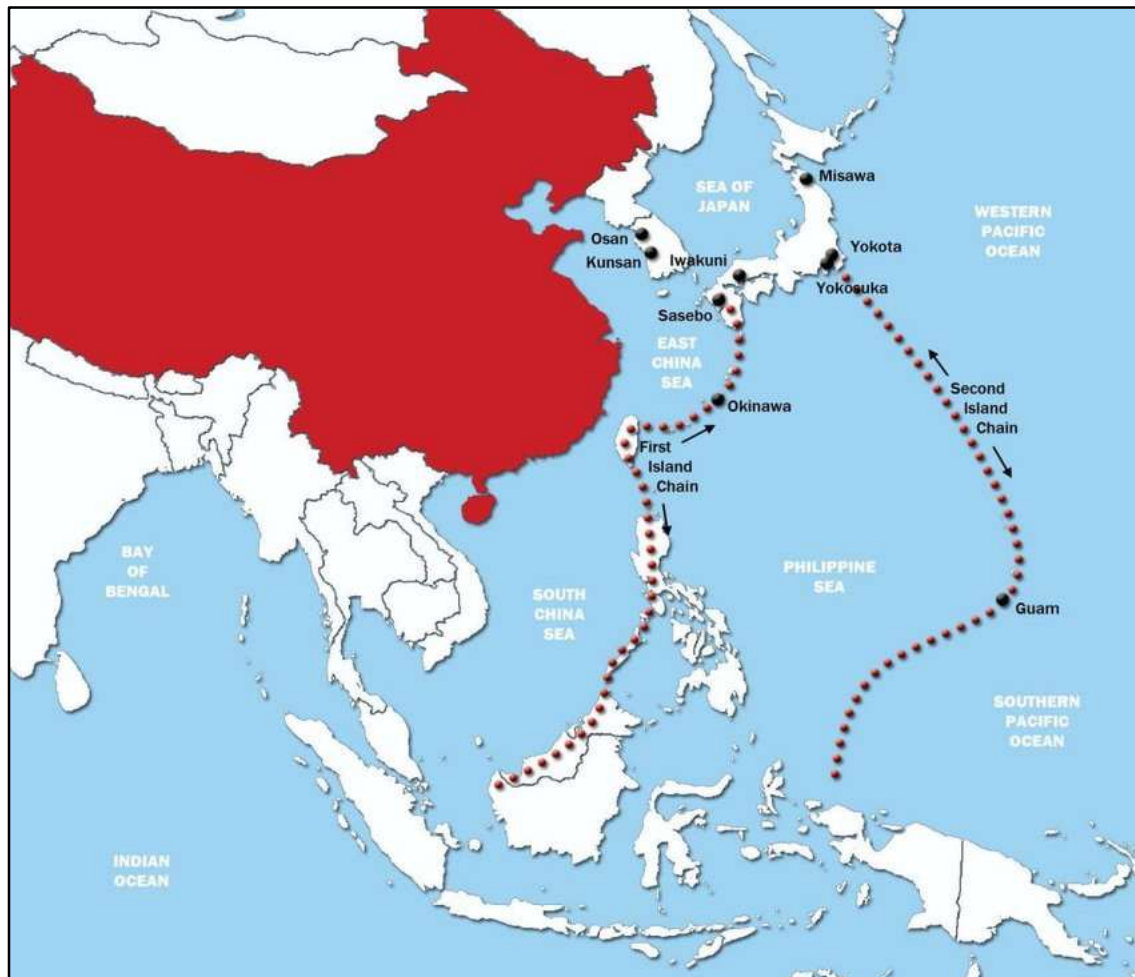 Misawa
SEA OF
JAPAN
WESTERN
PACIFIC
OCEAN
Osan
Kunsan
Iwakuni
Yokota
Yokosuka
Sasebo
EAST
CHINA
SEA
Okinawa
Second
Island
Chain
First
Island
Chain
BAY
OF
BENGAL
PHILIPPINE
SEA
SOUTH
CHINA
SEA
Guam
SOUTHERN
PACIFIC
OCEAN
INDIAN
OCEAN